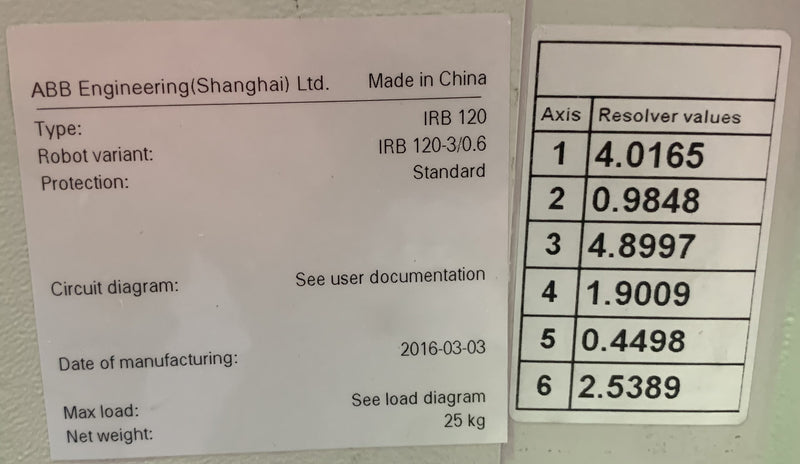 ABB Engineering(Shanghai) Ltd. Made in China
Type: IRB 120
Robot variant: IRB 120-3/0.6
Protection: Standard
Circuit diagram: See user documentation
Date of manufacturing: 2016-03-03
Max load: See load diagram
Net weight: 25 kg
Axis Resolver values
1 4.0165
2 0.9848
3 4.8997
4 1.9009
5 0.4498
6 2.5389